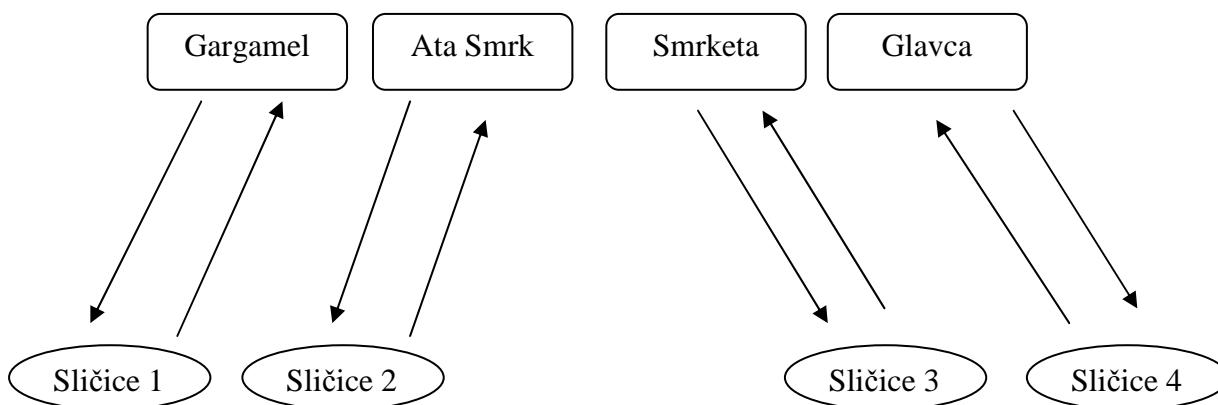 Gargamel
Ata Smrk
Smrketa
Glavca
Sličice 1
Sličice 2
Sličice 3
Sličice 4